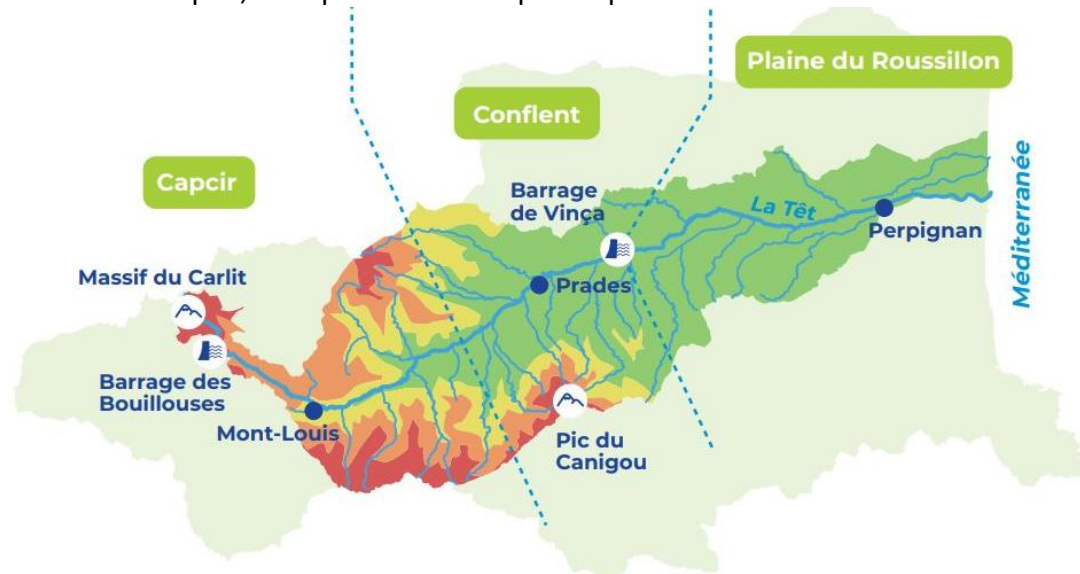 Plaine du Roussillon
Conflent
Capcir
Barrage
de Vinça
La Têt
Perpignan
Méditerranée
Massif du Carlit
Prades
Barrage des
Bouillouses
Mont-Louis
Pic du
Canigou